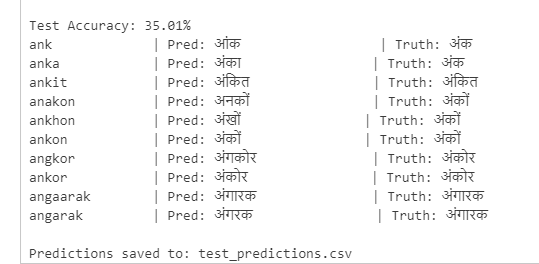 Test Accuracy: 35.01%
ank | Pred: आंक | Truth: अंक
anka | Pred: अंका | Truth: अंक
ankit | Pred: अंकित | Truth: अंकित
anakon | Pred: अनकों | Truth: अंकों
ankhon | Pred: अंखों | Truth: अंकों
ankon | Pred: अंकों | Truth: अंकों
angkor | Pred: अंगकोर | Truth: अंकोर
ankor | Pred: अंकोर | Truth: अंकोर
angaarak | Pred: अंगारक | Truth: अंगारक
angarak | Pred: अंगरक | Truth: अंगारक
Predictions saved to: test_predictions.csv